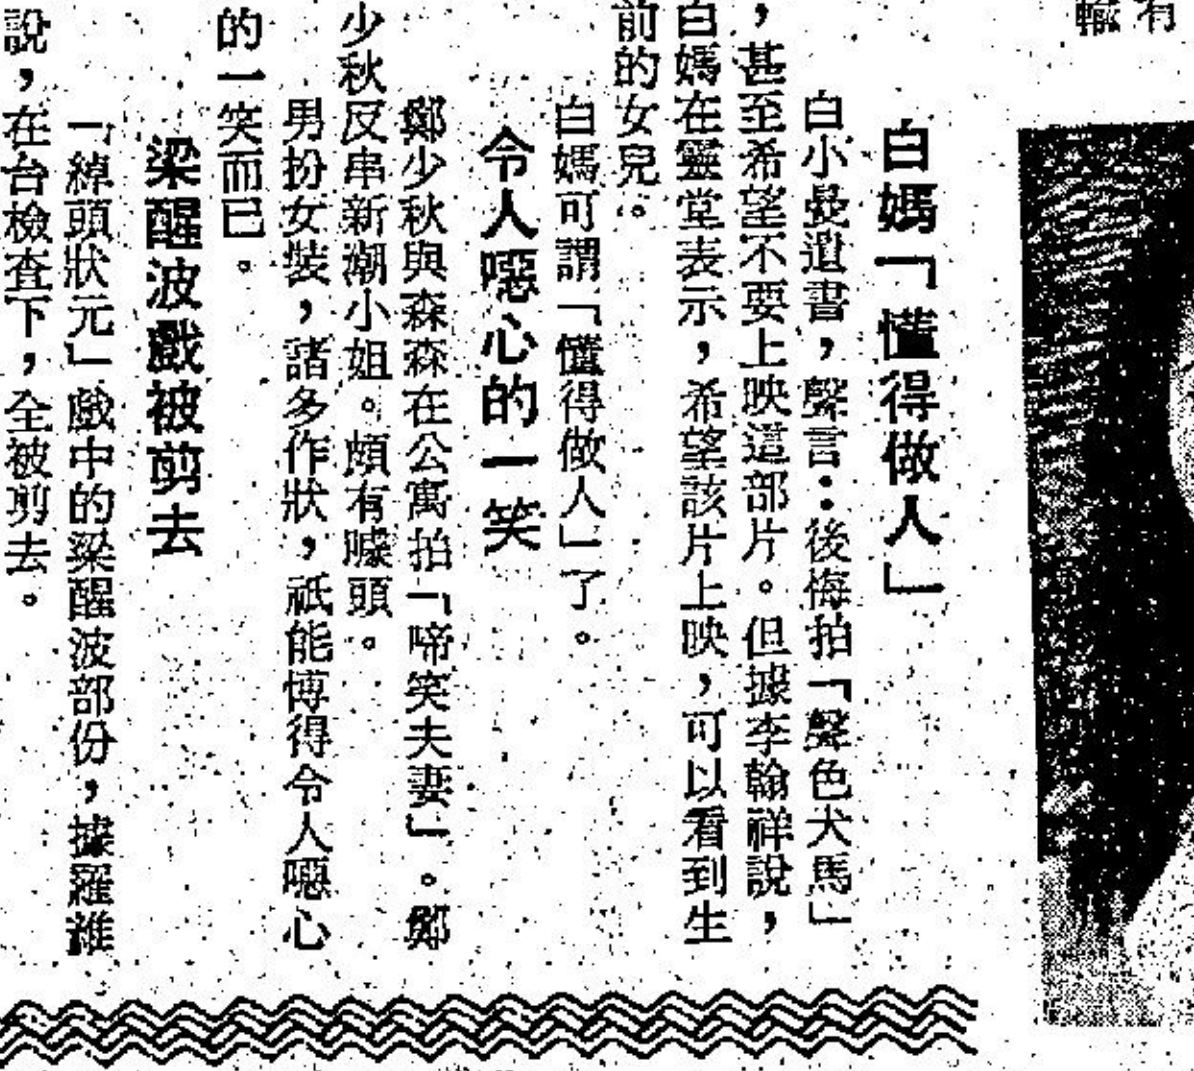 有
輸
白媽「懂得做人」
白小曼遺書，聲言：後悔拍「聲色犬馬」
，甚至希望不要上映這部片。但據李翰祥說，
白媽在靈堂表示，希望該片上映，可以看到生
前的女兒。
白媽可謂「懂得做人」了。
令人噁心的一笑
鄭少秋與森森在公寓拍「啼笑夫妻」。鄭
少秋反串新潮小姐。頗有噱頭。
男扮女裝，諸多作狀，祇能博得令人噁心
的一笑而已。
梁醒波戲被剪去
「綽頭狀元」戲中的梁醒波部份，據羅維
說，在台檢查下，全被剪去。